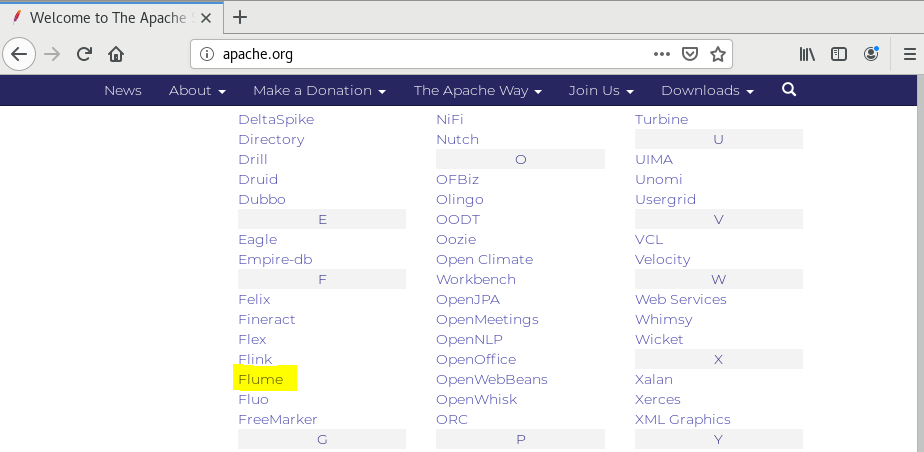 Welcome to The Apache S
apache.org
News About Make a Donation The Apache Way Join Us Downloads
DeltaSpike
Directory
Drill
Druid
Dubbo
E
Eagle
Empire-db
F
Felix
Fineract
Flex
Flink
Flume
Fluo
FreeMarker
G
NiFi
Nutch
O
OFBiz
Olingo
OODT
Oozie
Open Climate
Workbench
OpenJPA
OpenMeetings
OpenNLP
OpenOffice
OpenWebBeans
OpenWhisk
ORC
P
Turbine
U
UIMA
Unomi
Usergrid
V
VCL
Velocity
W
Web Services
Whimsy
Wicket
X
Xalan
Xerces
XML Graphics
Y